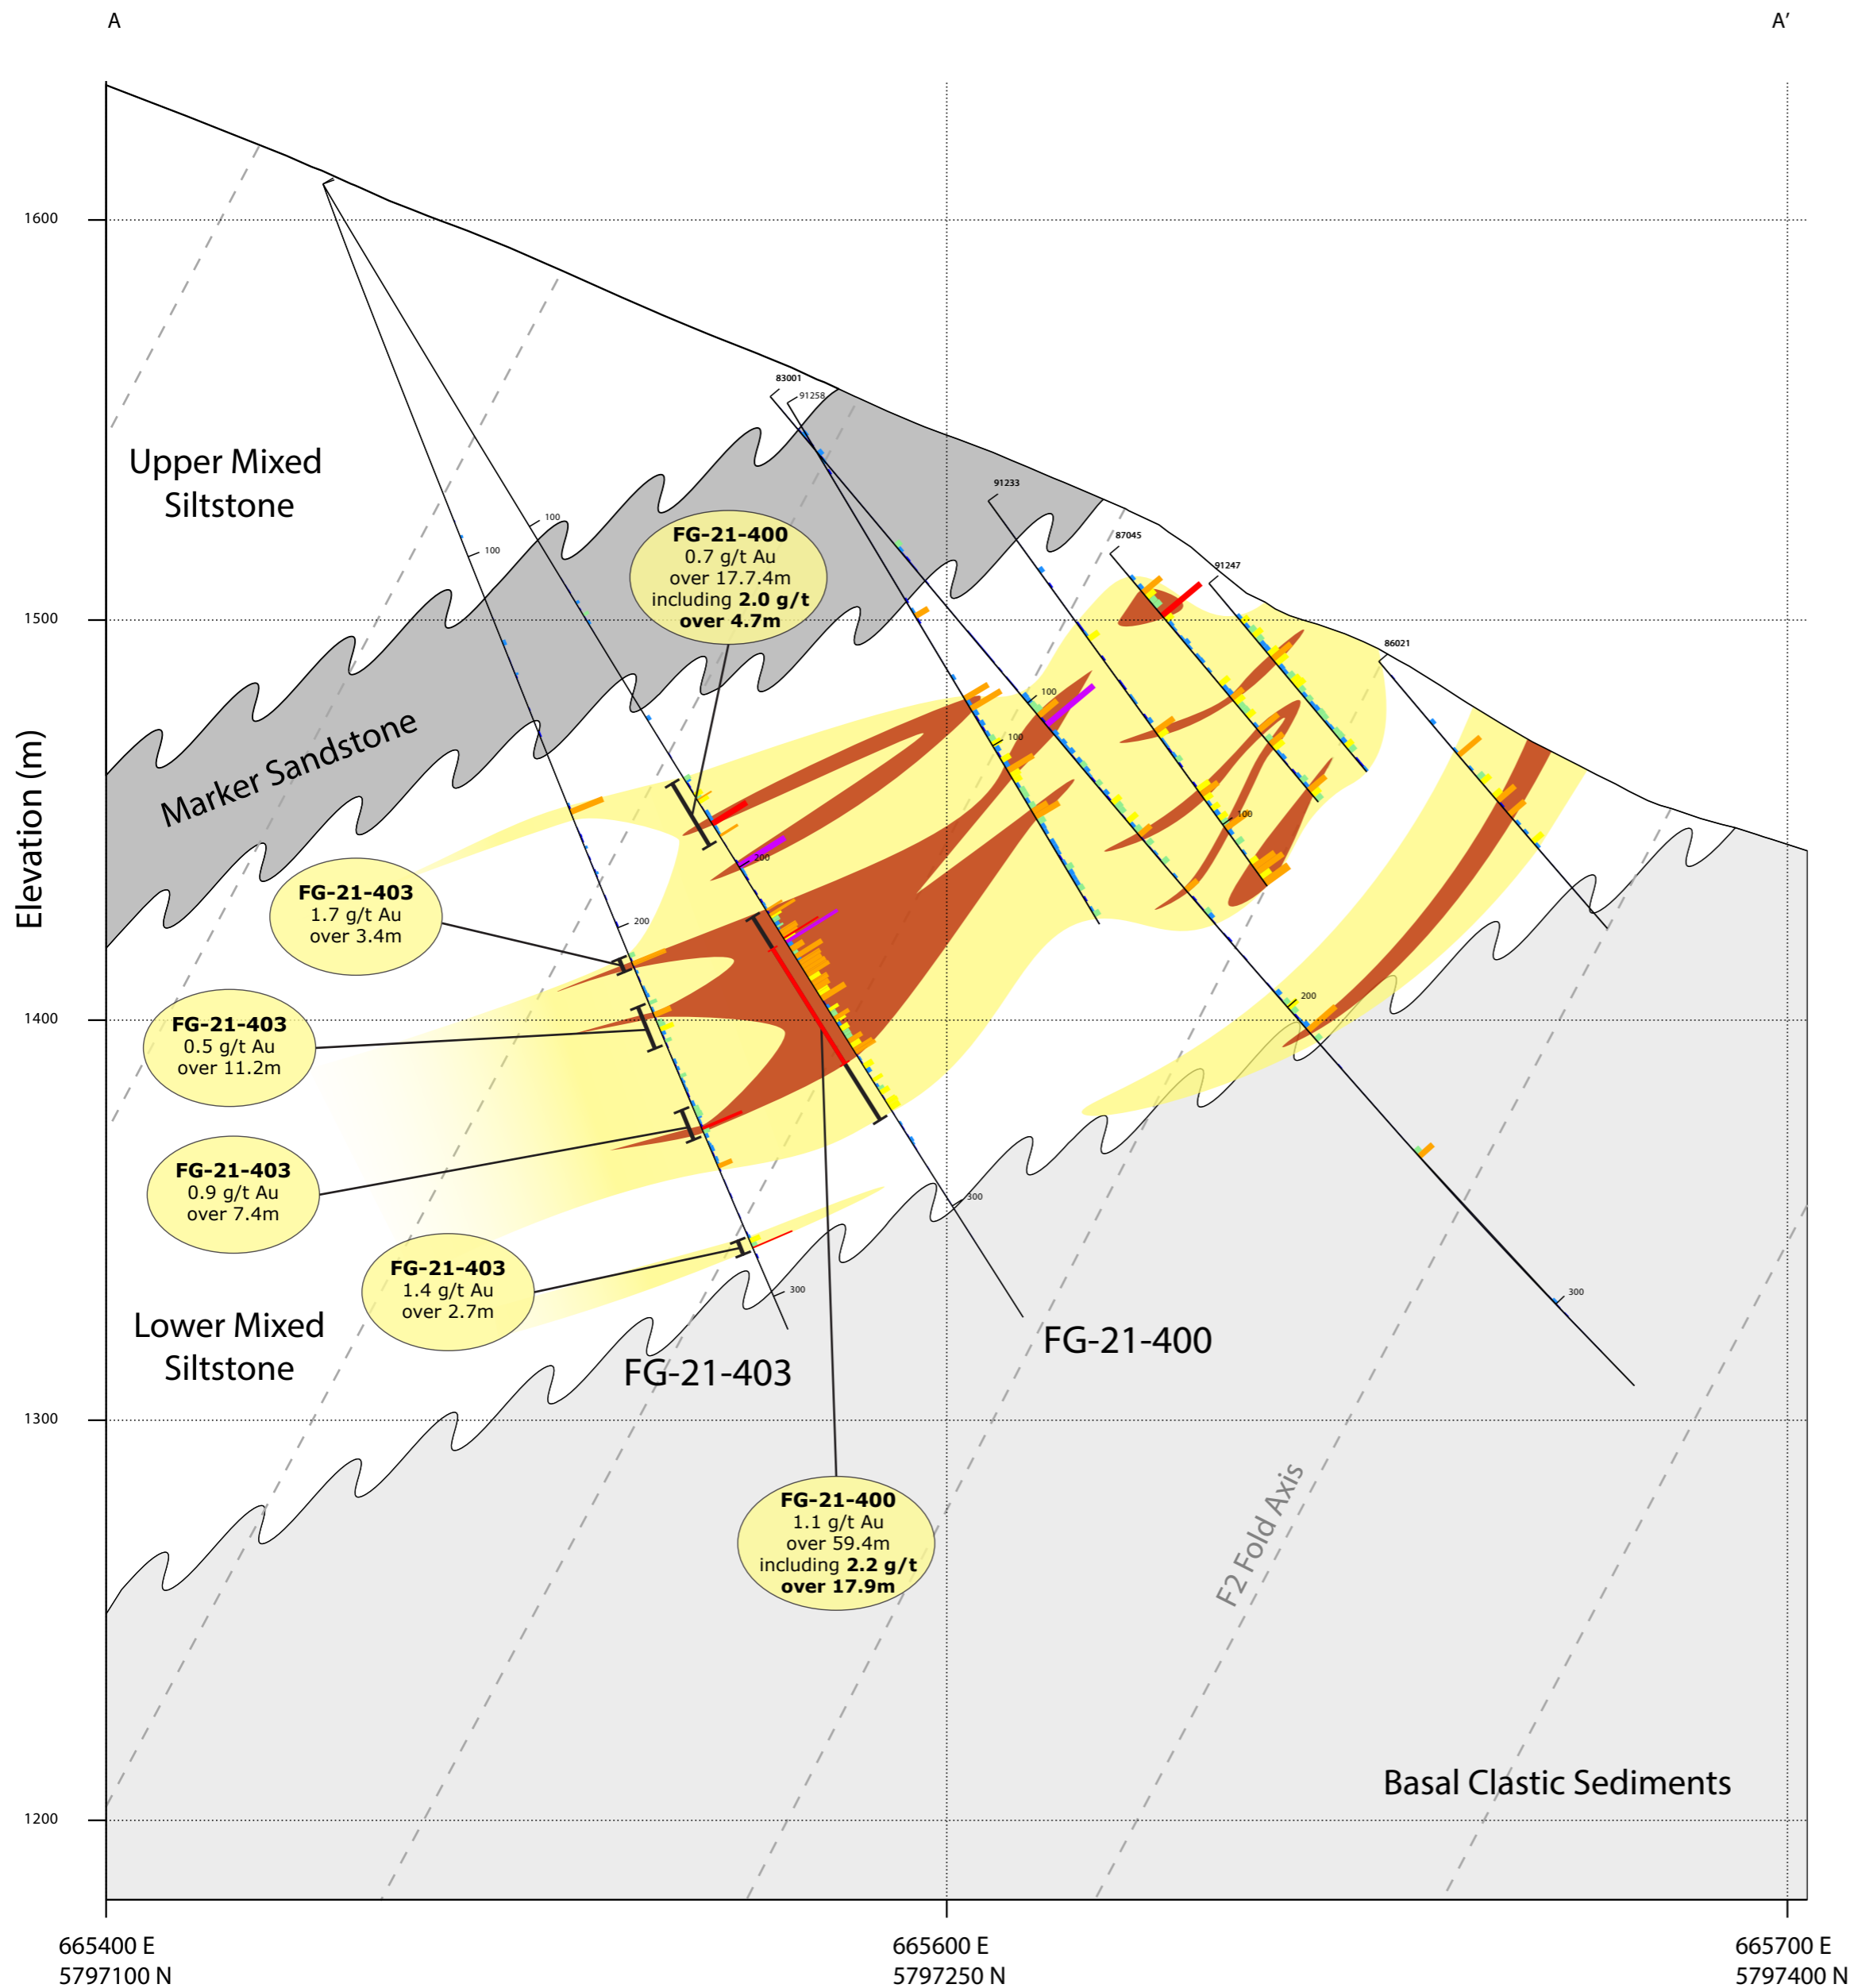 A
A′
1600
1500
1400
1300
1200
Elevation (m)
83001
91258
91233
87045
91247
86021
Upper Mixed
Siltstone
Marker Sandstone
Lower Mixed
Siltstone
Basal Clastic Sediments
F2 Fold Axis
FG-21-400
0.7 g/t Au
over 17.7.4m
including 2.0 g/t
over 4.7m
FG-21-403
1.7 g/t Au
over 3.4m
FG-21-403
0.5 g/t Au
over 11.2m
FG-21-403
0.9 g/t Au
over 7.4m
FG-21-403
1.4 g/t Au
over 2.7m
FG-21-400
1.1 g/t Au
over 59.4m
including 2.2 g/t
over 17.9m
FG-21-403
FG-21-400
100
100
100
100
100
200
200
200
300
300
300
665400 E
5797100 N
665600 E
5797250 N
665700 E
5797400 N